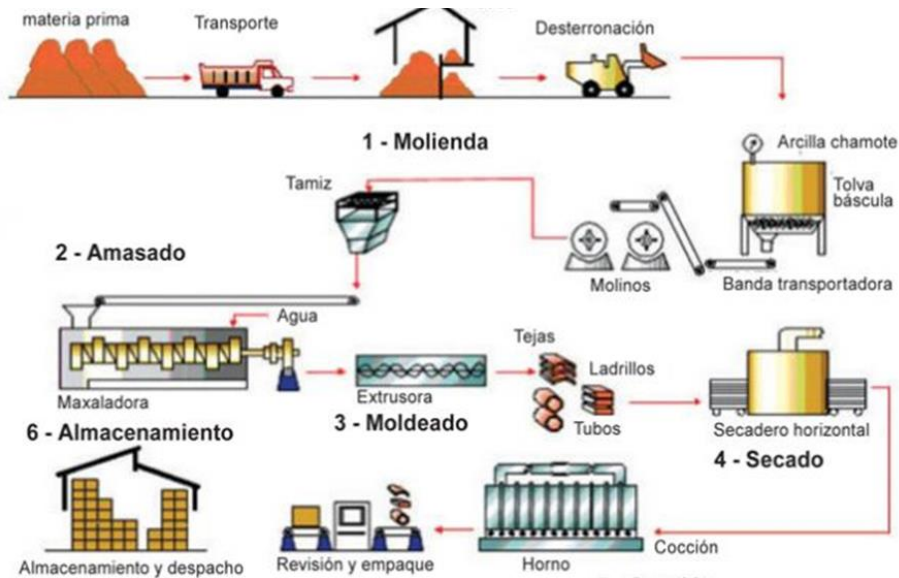 materia prima
Transporte
Desterronación
1 - Molienda
Arcilla chamote
Tamiz
Tolva
báscula
2 - Amasado
Molinos
Banda transportadora
Agua
Tejas
Ladrillos
Maxaladora
Extrusora
Tubos
Secadero horizontal
6 - Almacenamiento
3 - Moldeado
4 - Secado
Cocción
Almacenamiento y despacho
Revisión y empaque
Horno